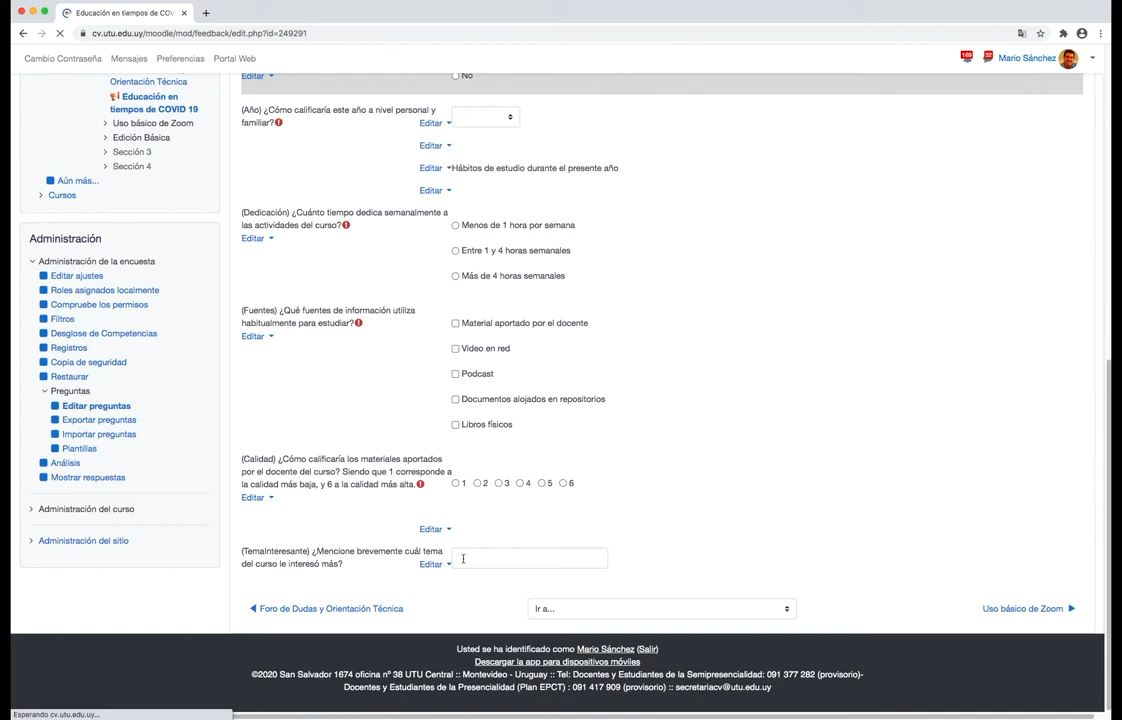 Educación en tiempos de COVI
cv.utu.edu.uy/moodle/mod/feedback/edit.php?id=249291
Cambiar Contraseña Mensajes Preferencias Portal Web
169 32 Mario Sánchez
Orientación Técnica
Educación en
tiempos de COVID 19
Uso básico de Zoom
Edición Básica
Sección 3
Sección 4
Aún más...
Cursos
Administración
Administración de la encuesta
Editar ajustes
Roles asignados localmente
Compruebe los permisos
Filtros
Desglose de Competencias
Registros
Copia de seguridad
Restaurar
Preguntas
Editar preguntas
Exportar preguntas
Importar preguntas
Plantillas
Análisis
Mostrar respuestas
Administración del curso
Administración del sitio
Editar
No
(Año) ¿Cómo calificaría este año a nivel personal y
familiar?
Editar
Editar
Editar Hábitos de estudio durante el presente año
Editar
(Dedicación) ¿Cuánto tiempo dedica semanalmente a
las actividades del curso?
Editar
Menos de 1 hora por semana
Entre 1 y 4 horas semanales
Más de 4 horas semanales
(Fuentes) ¿Qué fuentes de información utiliza
habitualmente para estudiar?
Editar
Material aportado por el docente
Video en red
Podcast
Documentos alojados en repositorios
Libros físicos
(Calidad) ¿Cómo calificaría los materiales aportados
por el docente del curso? Siendo que 1 corresponde a
la calidad más baja, y 6 a la calidad más alta.
Editar
1 2 3 4 5 6
Editar
(TemaInteresante) ¿Mencione brevemente cuál tema
del curso le interesó más?
Editar
Foro de Dudas y Orientación Técnica
Ir a...
Uso básico de Zoom
Usted se ha identificado como Mario Sánchez (Salir)
Descargar la app para dispositivos móviles
©2020 San Salvador 1674 oficina nº 38 UTU Central :: Montevideo - Uruguay :: Tel: Docentes y Estudiantes de la Semipresencialidad: 091 377 282 (provisorio)-
Docentes y Estudiantes de la Presencialidad (Plan EPCT) : 091 417 909 (provisorio) :: secretariacv@utu.edu.uy
Esperando cv.utu.edu.uy...